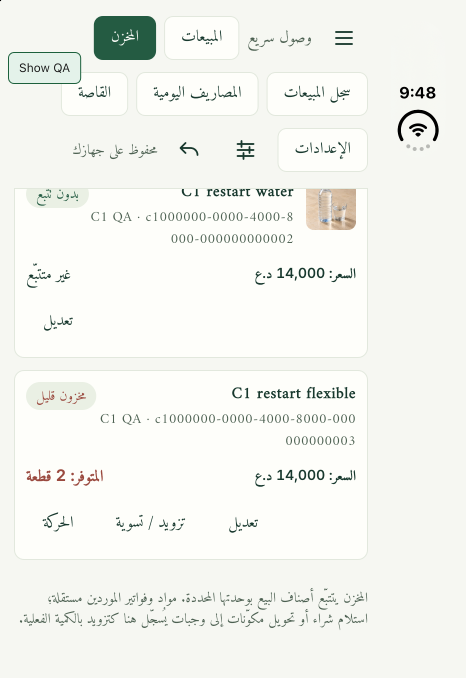 وصول سريع
المبيعات
المخزن
Show QA
سجل المبيعات
المصاريف اليومية
القاصة
9:48
الإعدادات
محفوظ على جهازك
C1 restart water
بدون تتبع
C1 QA · c1000000-0000-4000-8
000-000000000002
السعر: 14,000 د.ع
غير متتبّع
تعديل
C1 restart flexible
مخزون قليل
C1 QA · c1000000-0000-4000-8000-000
000000003
السعر: 14,000 د.ع
المتوفر: 2 قطعة
تعديل
تزويد / تسوية
الحركة
المخزن يتتبّع أصناف البيع بوحدتها المحددة. مواد وفواتير الموردين مستقلة؛
استلام شراء أو تحويل مكوّنات إلى وجبات يُسجّل هنا كتزويد بالكمية الفعلية.